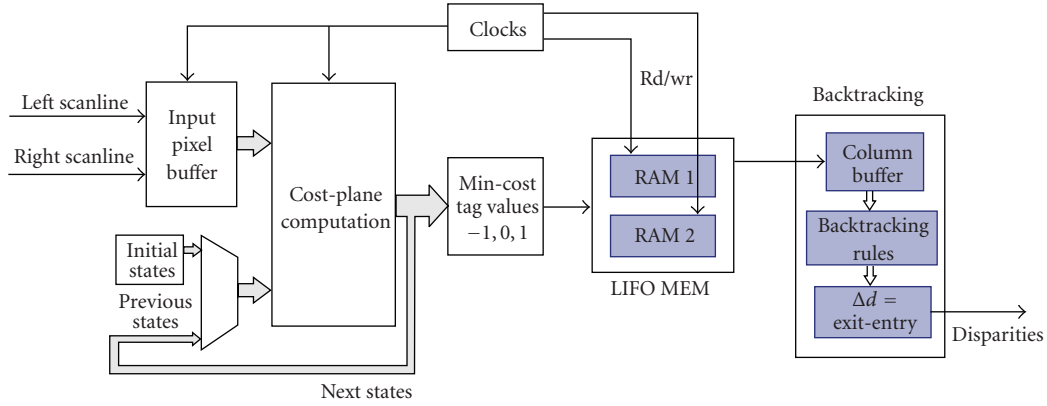 Clocks
Rd/wr
Backtracking
Left scanline
Right scanline
Input
pixel
buffer
Cost-plane
computation
Min-cost
tag values
−1, 0, 1
RAM 1
RAM 2
LIFO MEM
Column
buffer
Backtracking
rules
Δd =
exit-entry
Disparities
Initial
states
Previous
states
Next states